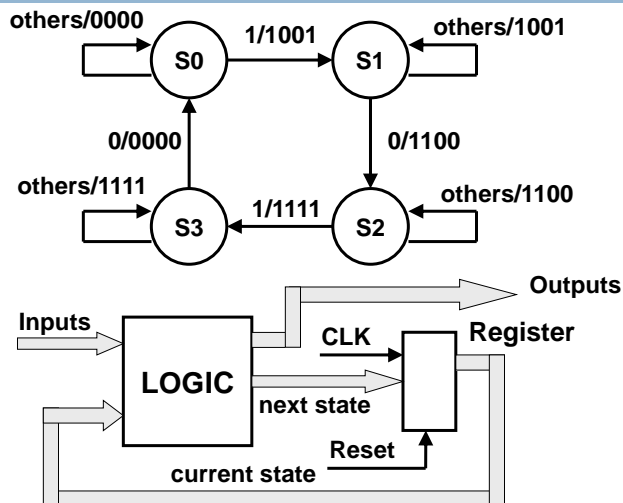 others/0000
1/1001
others/1001
S0
S1
0/0000
0/1100
others/1111
others/1100
1/1111
S3
S2
Outputs
Inputs
CLK
Register
LOGIC
next state
Reset
current state